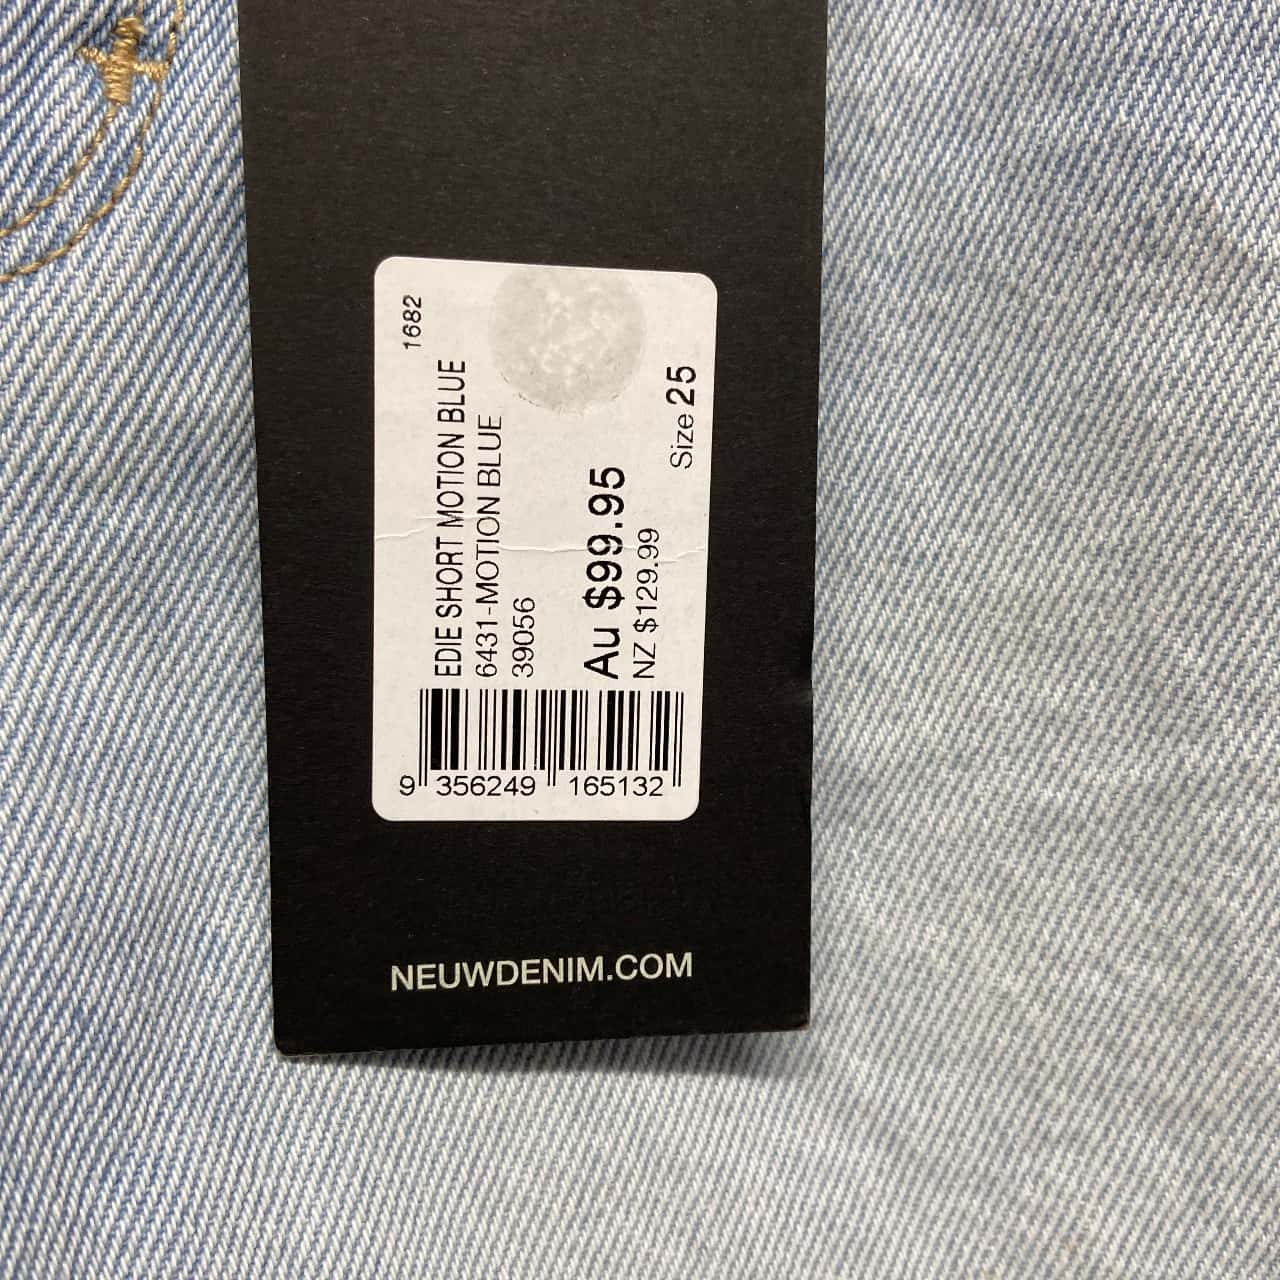 1682
EDIE SHORT MOTION BLUE
6431-MOTION BLUE
39056
Au $99.95
NZ $129.99
Size 25
9 356249 165132
NEUWDENIM.COM